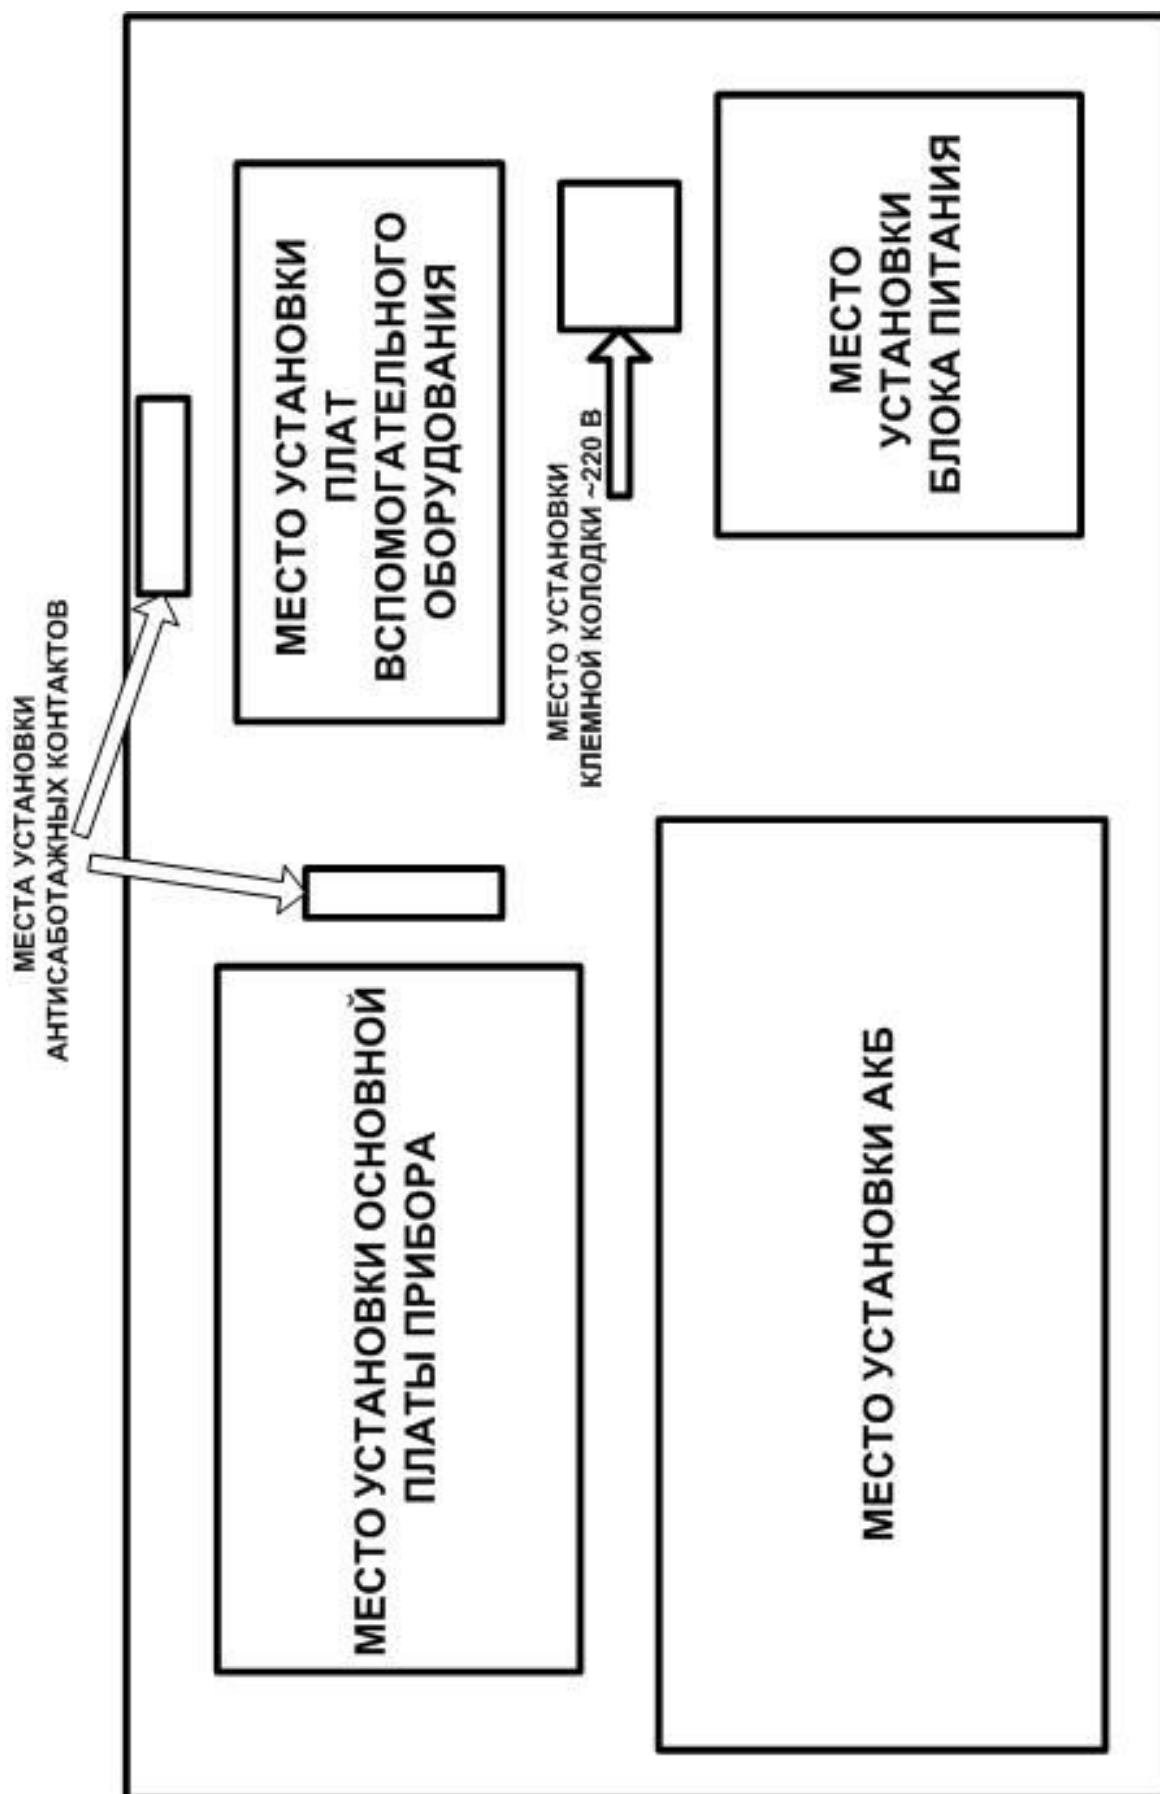 МЕСТА УСТАНОВКИ
АНТИСАБОТАЖНЫХ КОНТАКТОВ
МЕСТО УСТАНОВКИ ОСНОВНОЙ
ПЛАТЫ ПРИБОРА
МЕСТО УСТАНОВКИ
ПЛАТ
ВСПОМОГАТЕЛЬНОГО
ОБОРУДОВАНИЯ
МЕСТО УСТАНОВКИ
КЛЕМНОЙ КОЛОДКИ ~220 В
МЕСТО УСТАНОВКИ АКБ
МЕСТО
УСТАНОВКИ
БЛОКА ПИТАНИЯ